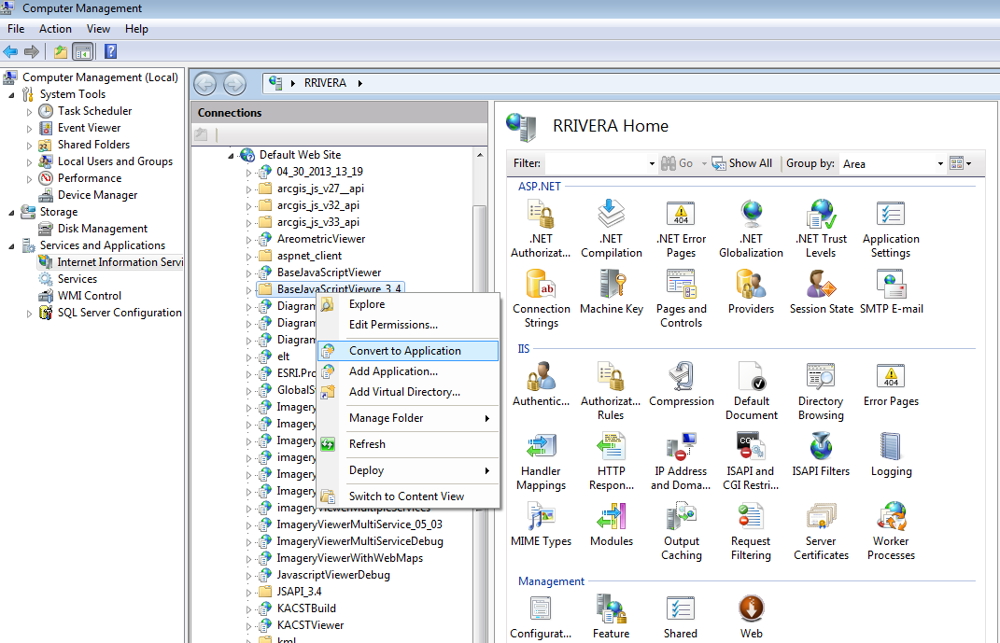 Computer Management
File Action View Help
Computer Management (Local)
System Tools
Task Scheduler
Event Viewer
Shared Folders
Local Users and Groups
Performance
Device Manager
Storage
Disk Management
Services and Applications
Internet Information Servi
Services
WMI Control
SQL Server Configuration
RRIVERA
Connections
Default Web Site
04_30_2013_13_19
arcgis_js_v27__api
arcgis_js_v32_api
arcgis_js_v33_api
AreometricViewer
aspnet_client
BaseJavaScriptViewer
BaseJavaScriptViewre_3_4
Diagram
Diagram
Diagram
elt
ESRI.Pro
GlobalSt
Imagery
Imagery
Imagery
imagery
Imagery
Imagery
imageryViewerMultipleServices
ImageryViewerMultiService_05_03
ImageryViewerMultiServiceDebug
ImageryViewerWithWebMaps
JavascriptViewerDebug
JSAPI_3.4
KACSTBuild
KACSTViewer
kml
Explore
Edit Permissions...
Convert to Application
Add Application...
Add Virtual Directory...
Manage Folder
Refresh
Deploy
Switch to Content View
RRIVERA Home
Filter: Go Show All Group by: Area
ASP.NET
.NET Authorizat...
.NET Compilation
.NET Error Pages
.NET Globalization
.NET Trust Levels
Application Settings
Connection Strings
Machine Key
Pages and Controls
Providers
Session State
SMTP E-mail
IIS
Authentic...
Authorizat... Rules
Compression
Default Document
Directory Browsing
Error Pages
Handler Mappings
HTTP Respon...
IP Address and Doma...
ISAPI and CGI Restri...
ISAPI Filters
Logging
MIME Types
Modules
Output Caching
Request Filtering
Server Certificates
Worker Processes
Management
Configurat...
Feature
Shared
Web